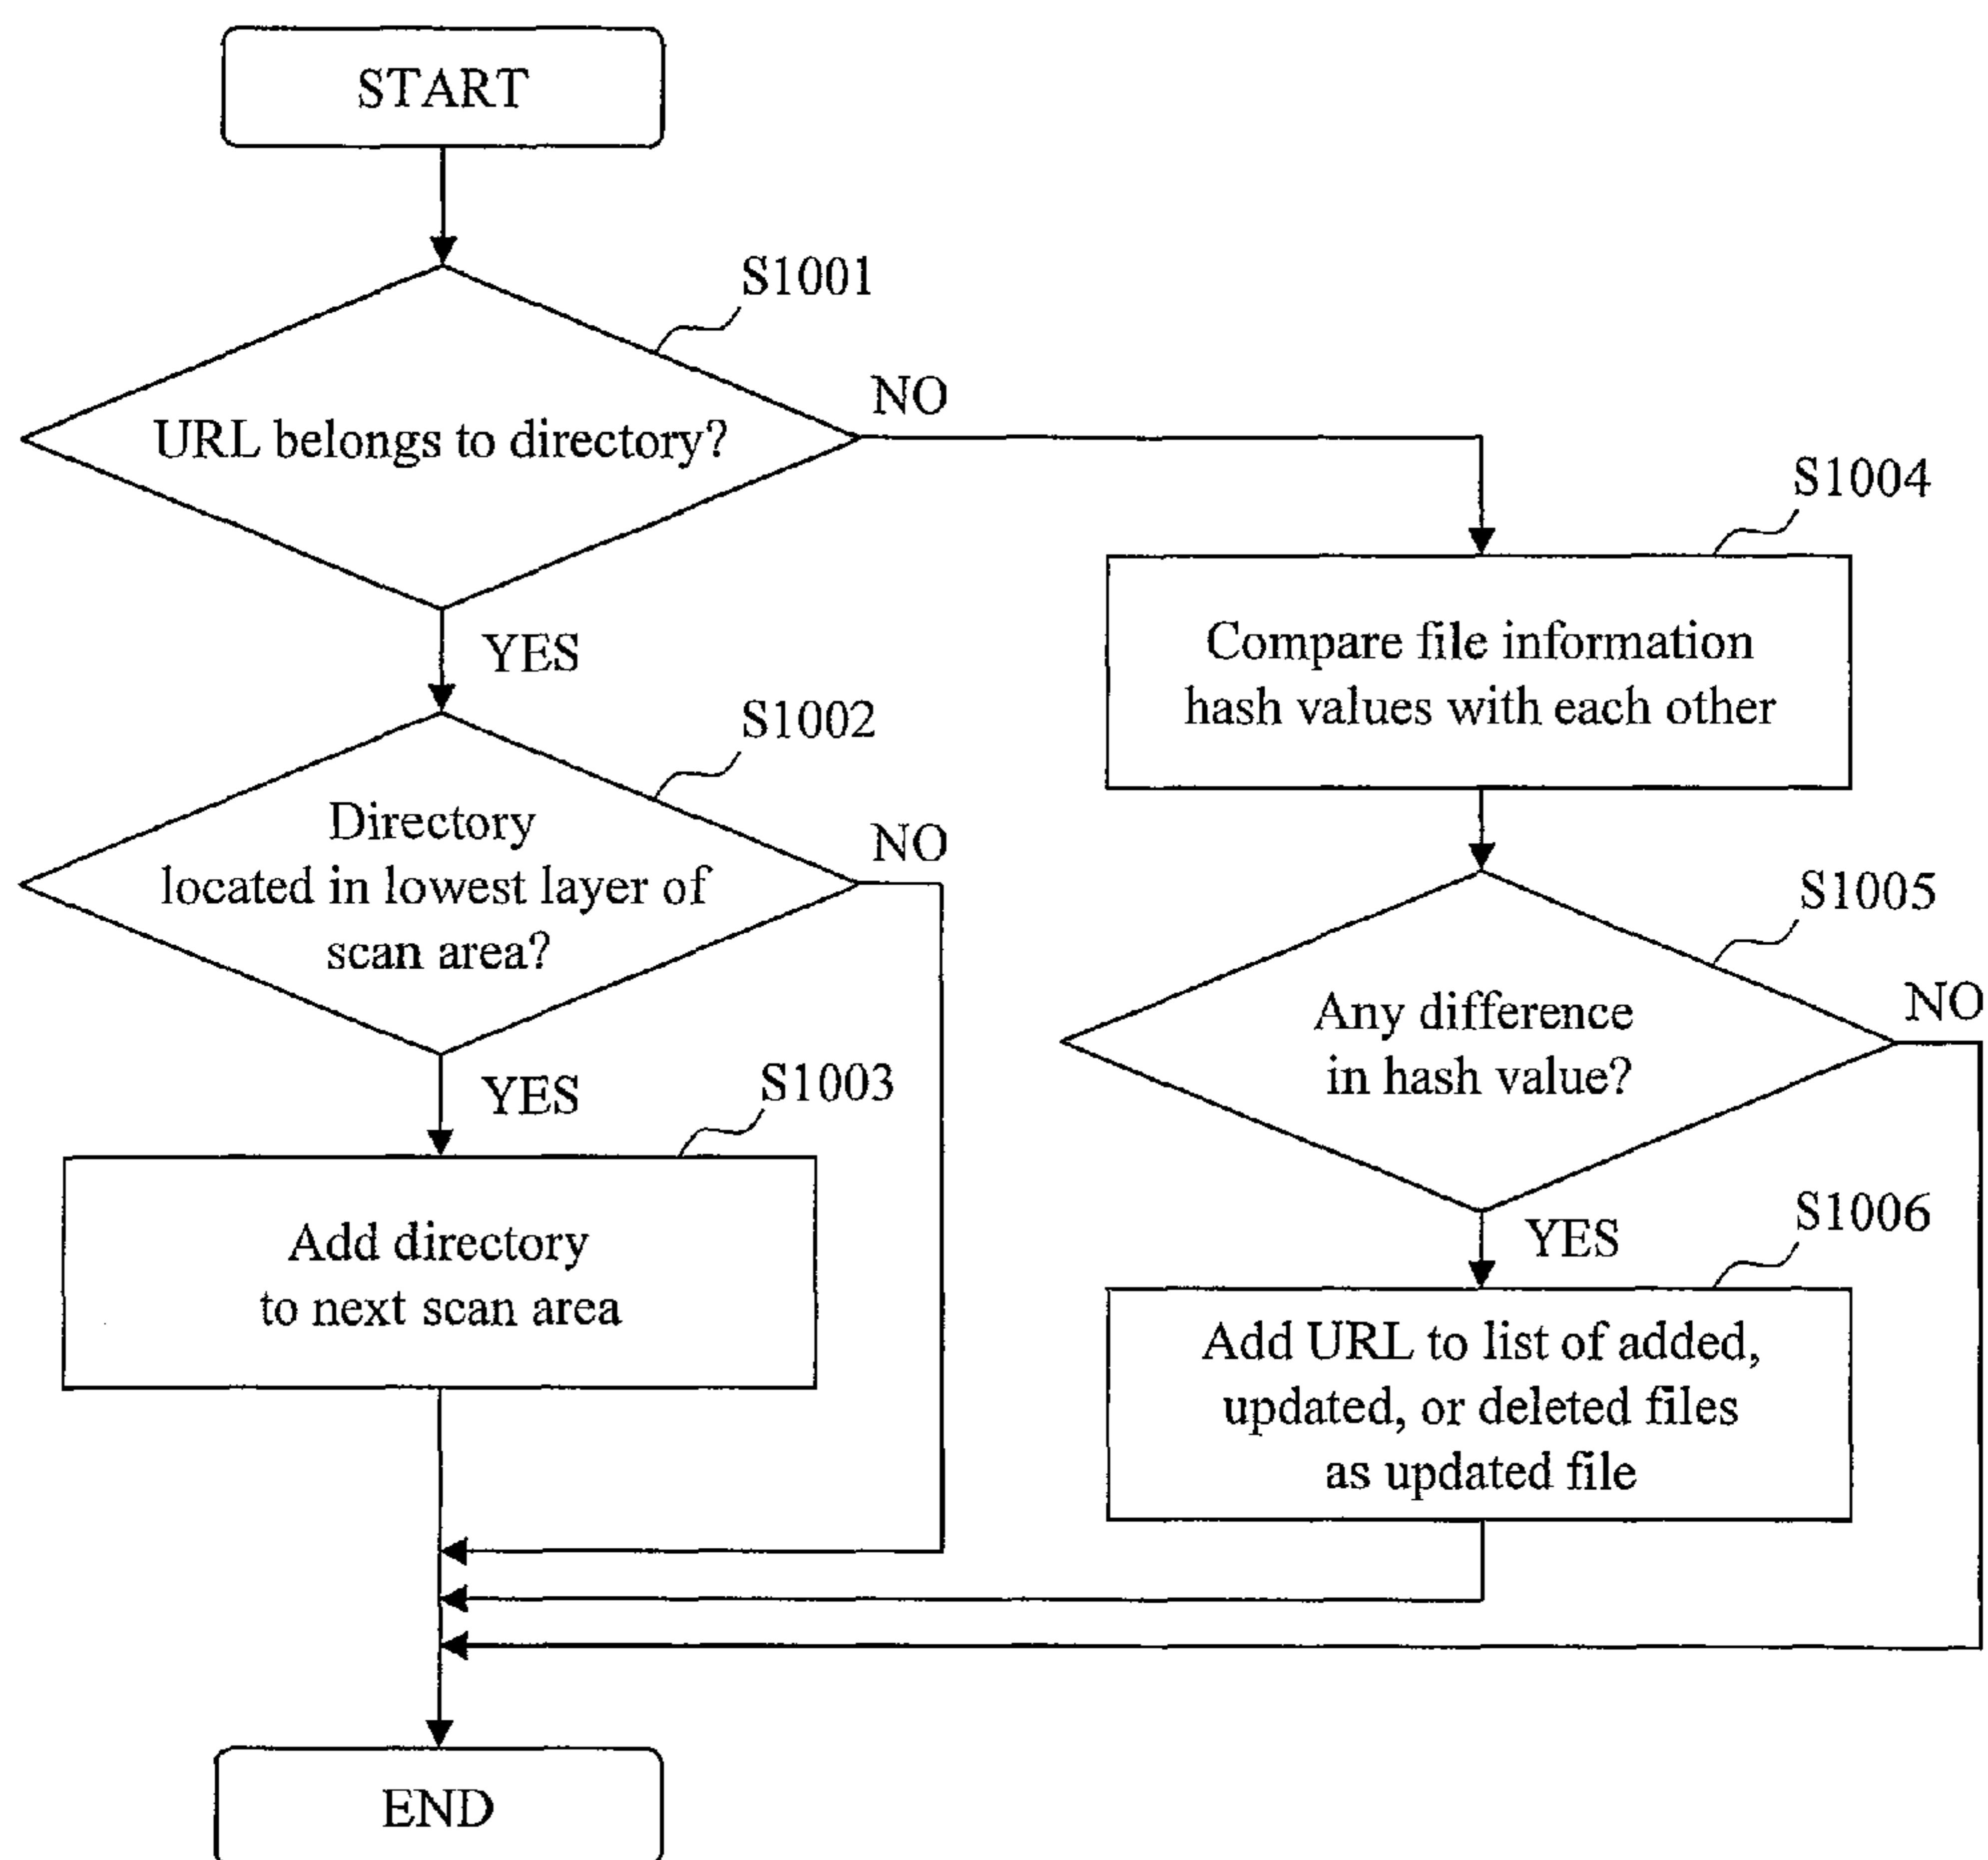 START
S1001
URL belongs to directory?
NO
YES
S1002
Directory
located in lowest layer of
scan area?
NO
YES
S1003
Add directory
to next scan area
S1004
Compare file information
hash values with each other
S1005
Any difference
in hash value?
NO
YES
S1006
Add URL to list of added,
updated, or deleted files
as updated file
END